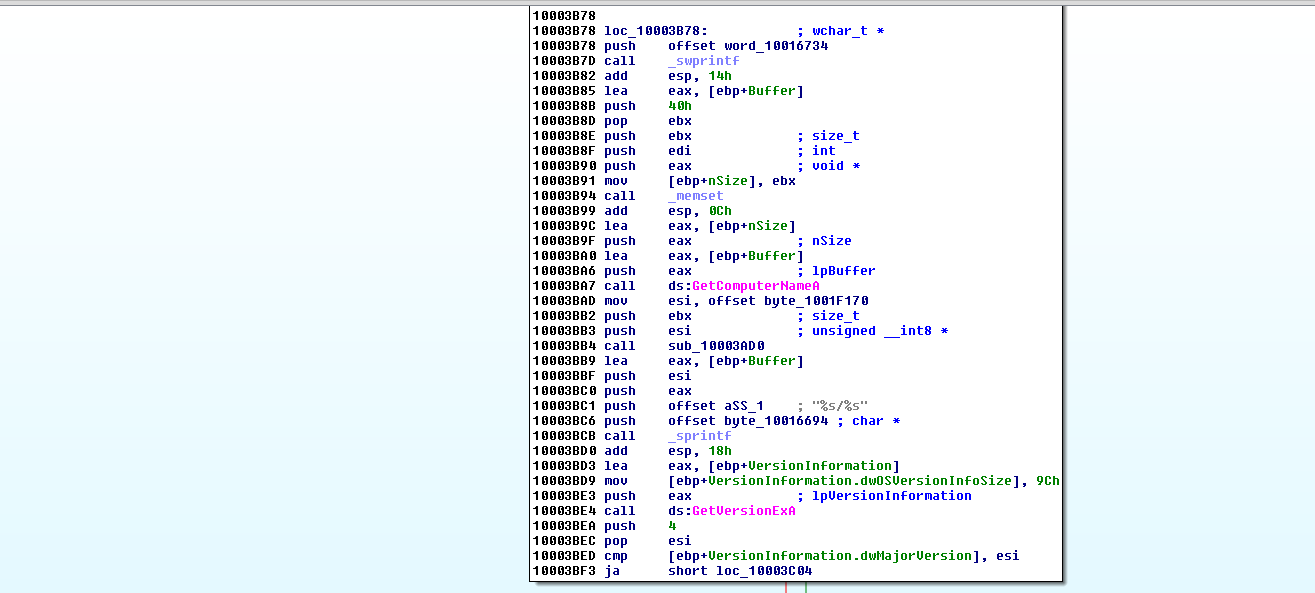 10003B78
10003B78 loc_10003B78: ; wchar_t *
10003B78 push offset word_10016734
10003B7D call _swprintf
10003B82 add esp, 14h
10003B85 lea eax, [ebp+Buffer]
10003B8B push 40h
10003B8D pop ebx
10003B8E push ebx ; size_t
10003B8F push edi ; int
10003B90 push eax ; void *
10003B91 mov [ebp+nSize], ebx
10003B94 call _memset
10003B99 add esp, 0Ch
10003B9C lea eax, [ebp+nSize]
10003B9F push eax ; nSize
10003BA0 lea eax, [ebp+Buffer]
10003BA6 push eax ; lpBuffer
10003BA7 call ds:GetComputerNameA
10003BAD mov esi, offset byte_1001F170
10003BB2 push ebx ; size_t
10003BB3 push esi ; unsigned __int8 *
10003BB4 call sub_10003AD0
10003BB9 lea eax, [ebp+Buffer]
10003BBF push esi
10003BC0 push eax
10003BC1 push offset aSS_1 ; "%s/%s"
10003BC6 push offset byte_10016694 ; char *
10003BCB call _sprintf
10003BD0 add esp, 18h
10003BD3 lea eax, [ebp+VersionInformation]
10003BD9 mov [ebp+VersionInformation.dwOSVersionInfoSize], 9Ch
10003BE3 push eax ; lpVersionInformation
10003BE4 call ds:GetVersionExA
10003BEA push 4
10003BEC pop esi
10003BED cmp [ebp+VersionInformation.dwMajorVersion], esi
10003BF3 ja short loc_10003C04